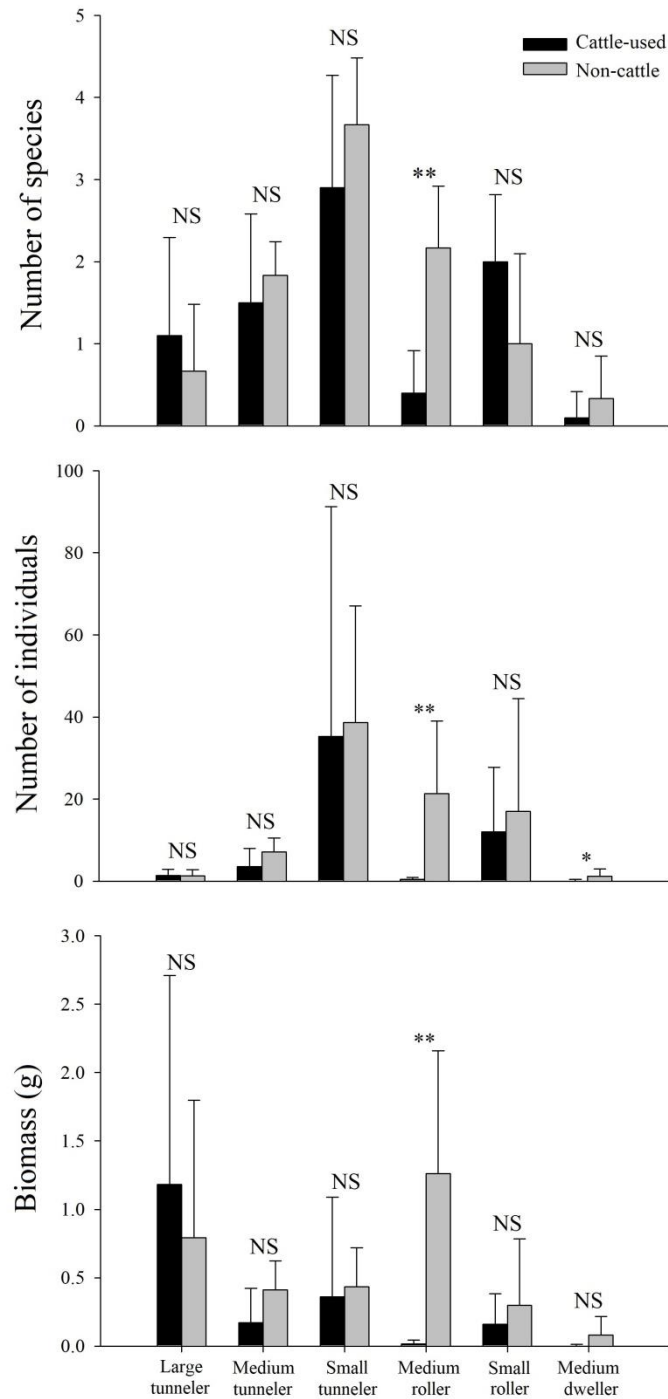 5
4
3
2
1
0
Number of species
Cattle-used
Non-cattle
NS
NS
NS
**
NS
NS
100
80
60
40
20
0
Number of individuals
NS
NS
NS
**
NS
*
3.0
2.5
2.0
1.5
1.0
0.5
0.0
Biomass (g)
NS
NS
NS
**
NS
NS
Large
tunneler
Medium
tunneler
Small
tunneler
Medium
roller
Small
roller
Medium
dweller